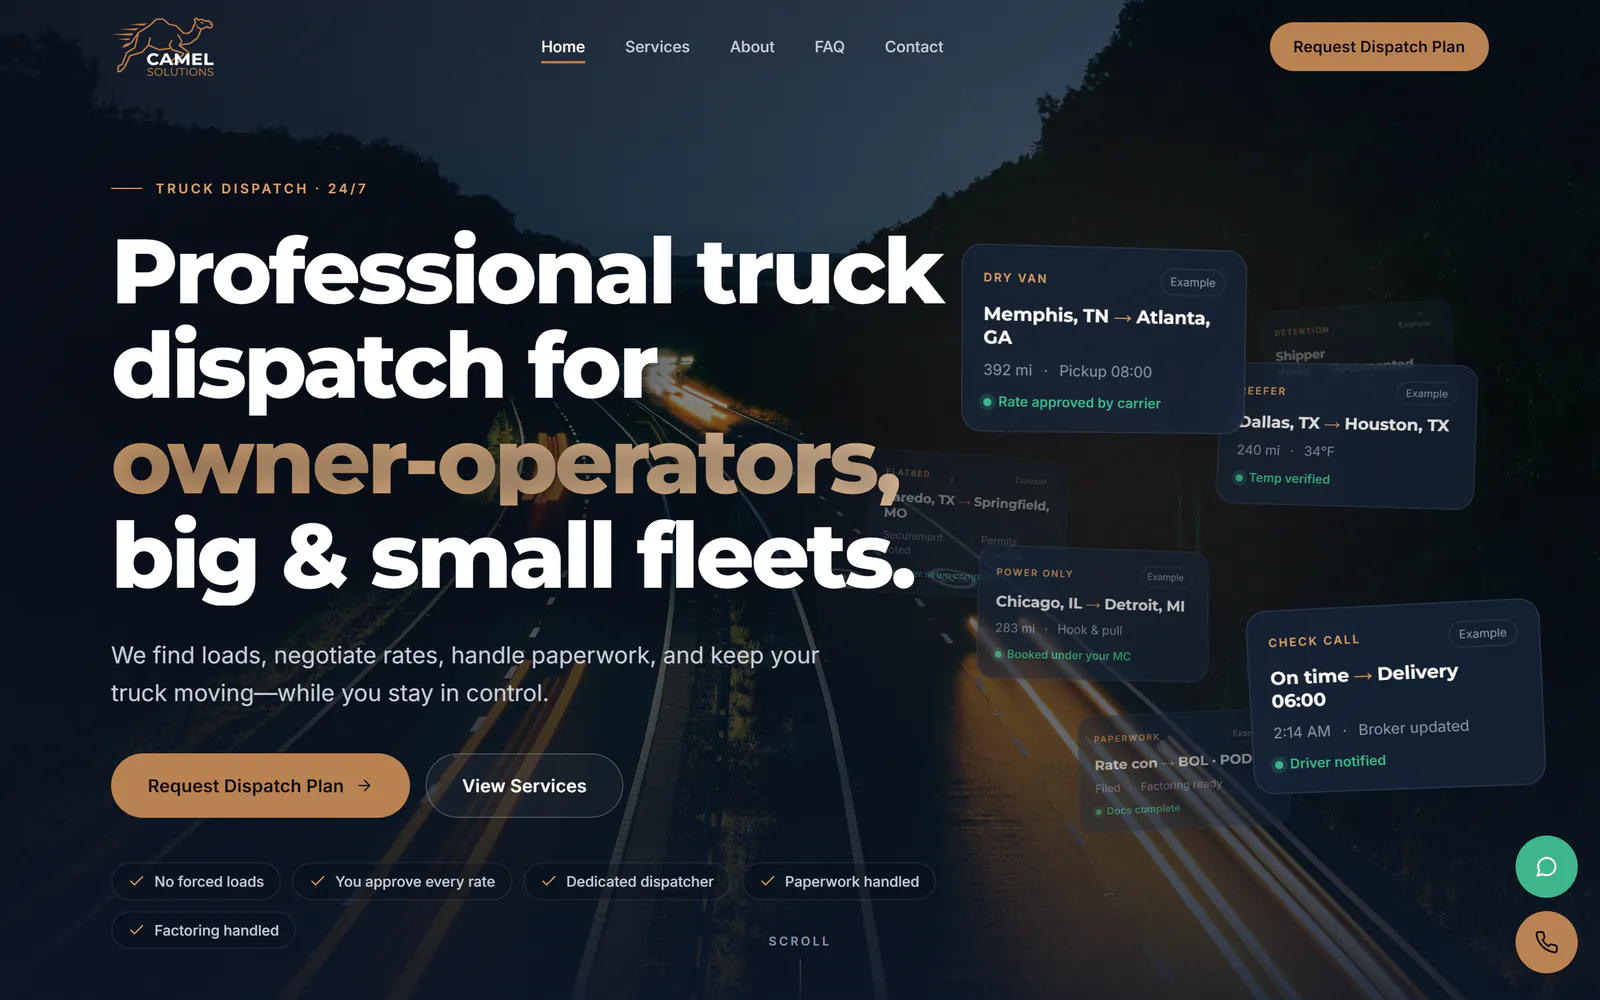 CAMEL
SOLUTIONS
Home
Services
About
FAQ
Contact
Request Dispatch Plan
TRUCK DISPATCH · 24/7
Professional truck
dispatch for
owner-operators,
big & small fleets.
We find loads, negotiate rates, handle paperwork, and keep your
truck moving—while you stay in control.
Request Dispatch Plan →
View Services
No forced loads
You approve every rate
Dedicated dispatcher
Paperwork handled
Factoring handled
SCROLL
DRY VAN
Example
Memphis, TN → Atlanta,
GA
392 mi · Pickup 08:00
Rate approved by carrier
DETENTION
Example
Shipper
Documented
REEFER
Example
Dallas, TX → Houston, TX
240 mi · 34°F
Temp verified
FLATBED
Example
Laredo, TX → Springfield,
MO
Securement · Permits
noted
POWER ONLY
Example
Chicago, IL → Detroit, MI
283 mi · Hook & pull
Booked under your MC
CHECK CALL
Example
On time → Delivery
06:00
2:14 AM · Broker updated
Driver notified
PAPERWORK
Rate con → BOL · POD
Filed · Factoring ready
Docs complete